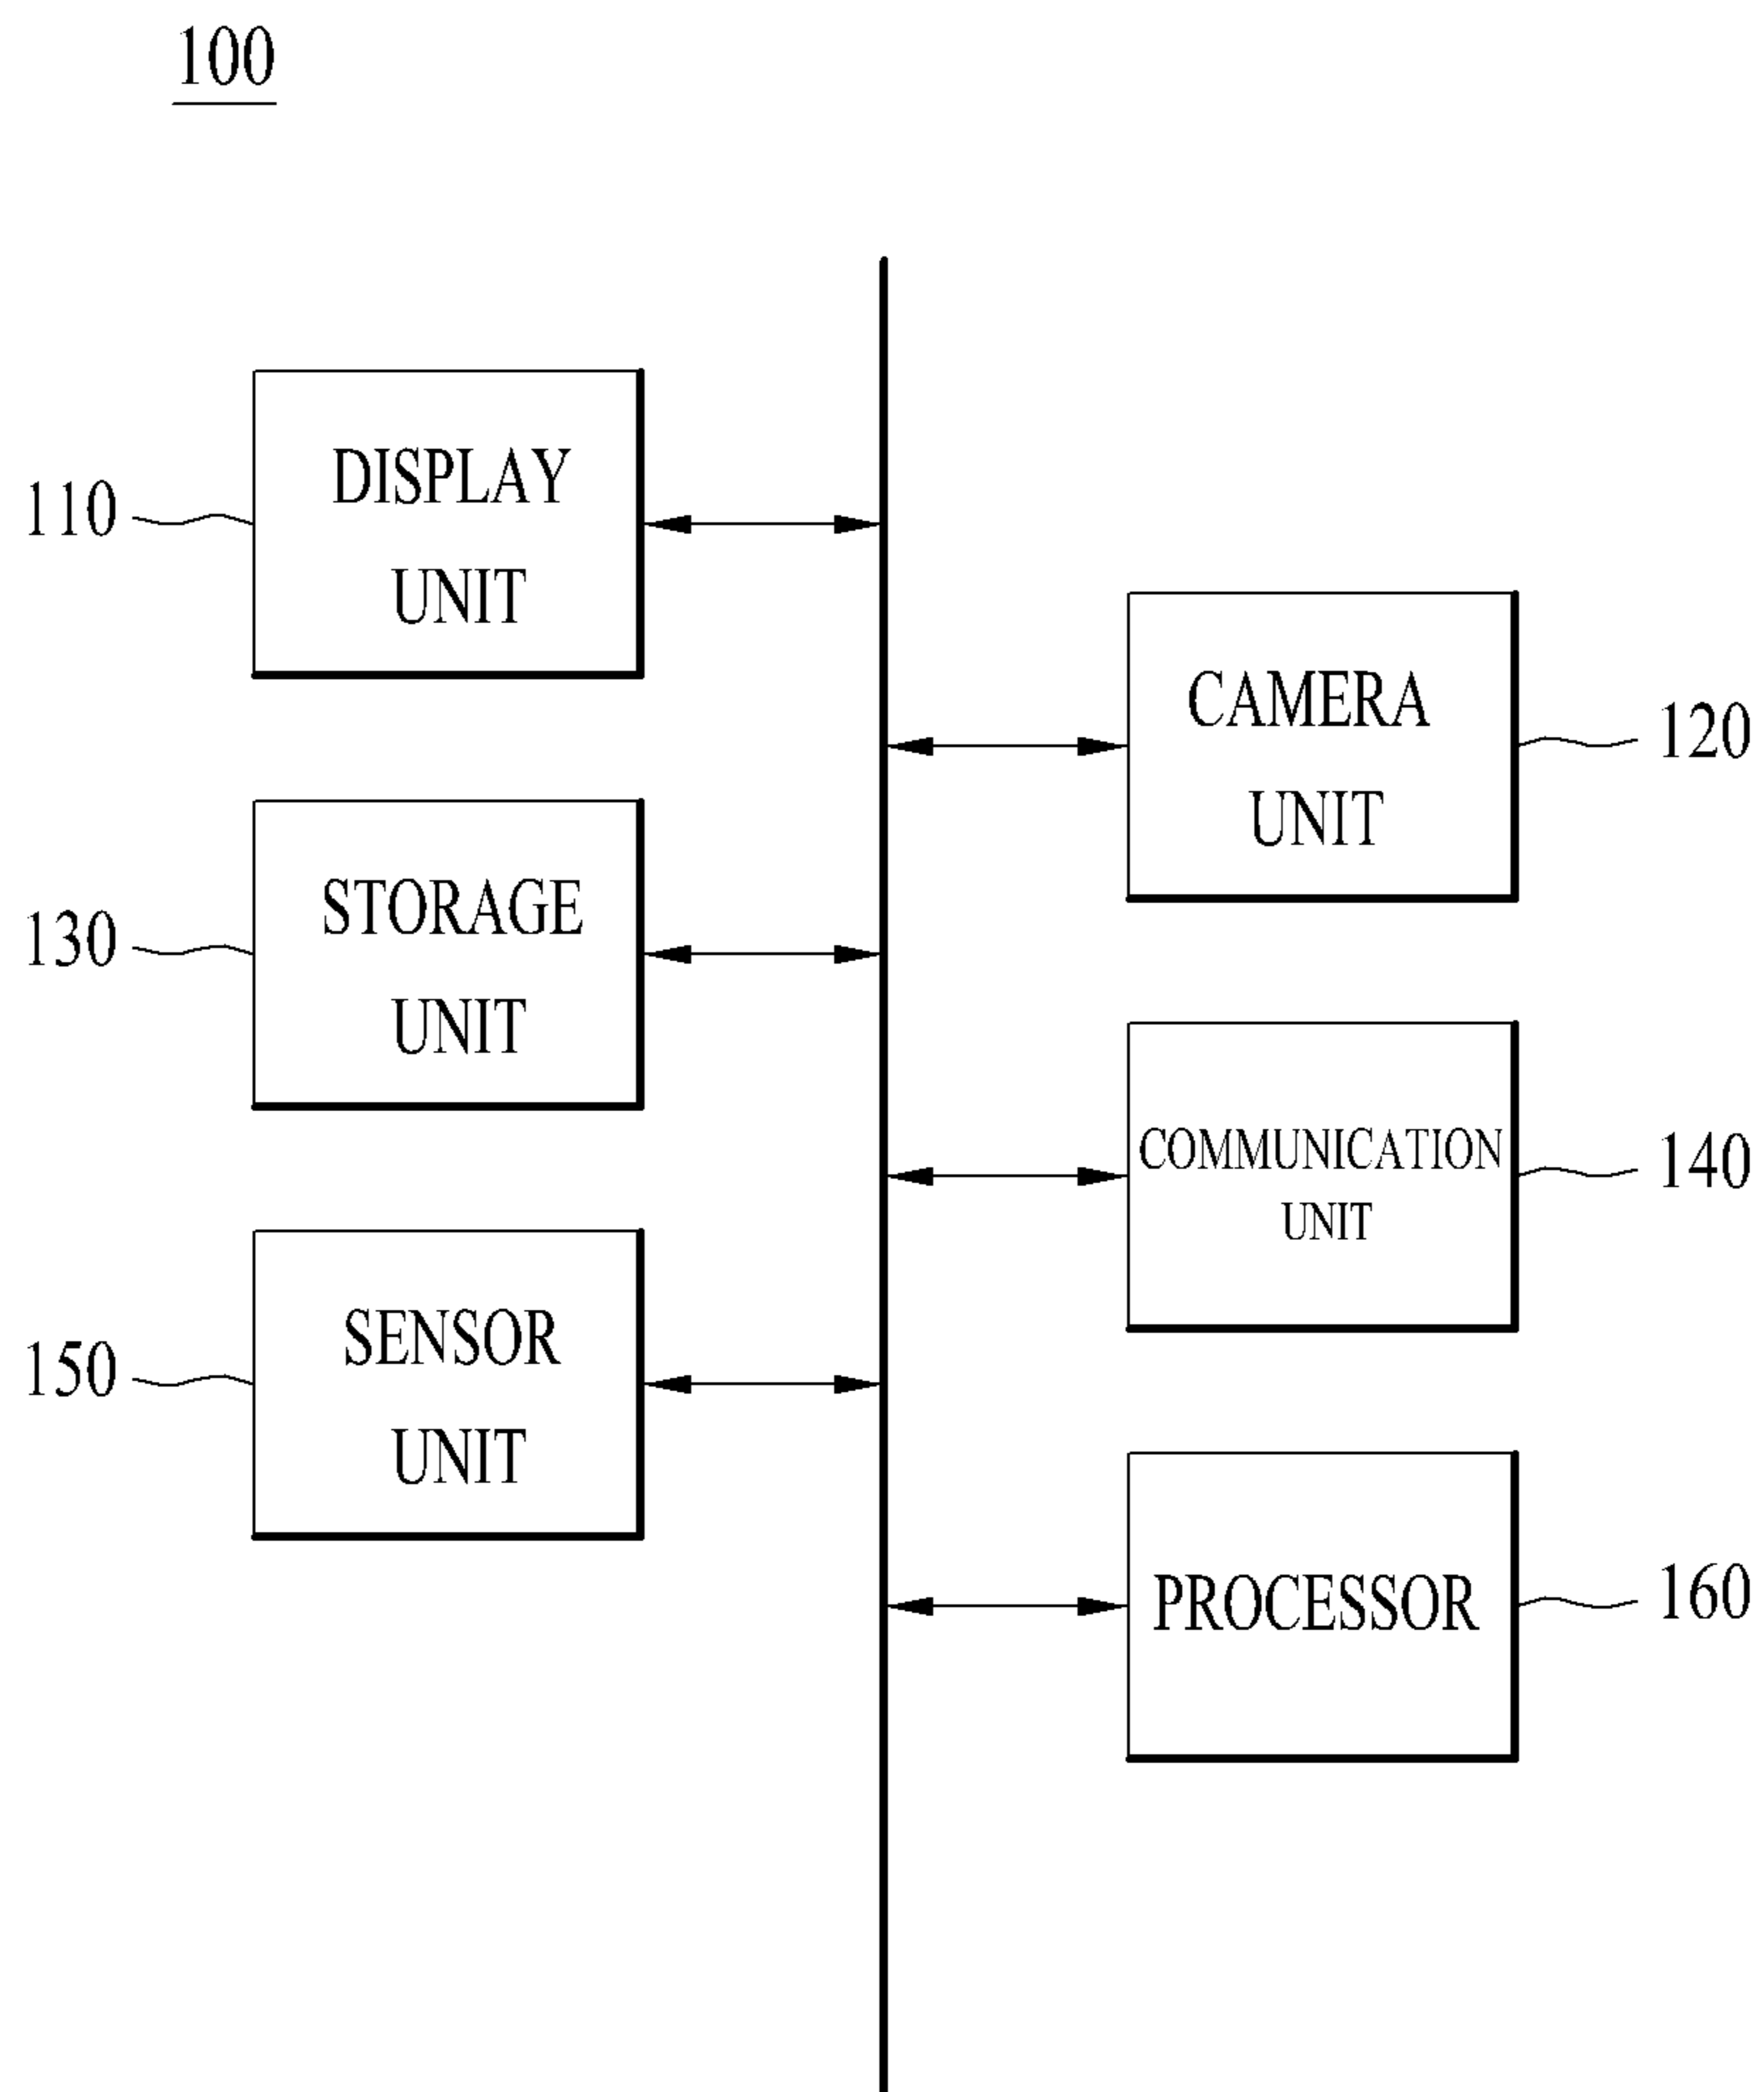 100
110
DISPLAY
UNIT
CAMERA
UNIT
120
130
STORAGE
UNIT
COMMUNICATION
UNIT
140
150
SENSOR
UNIT
PROCESSOR
160